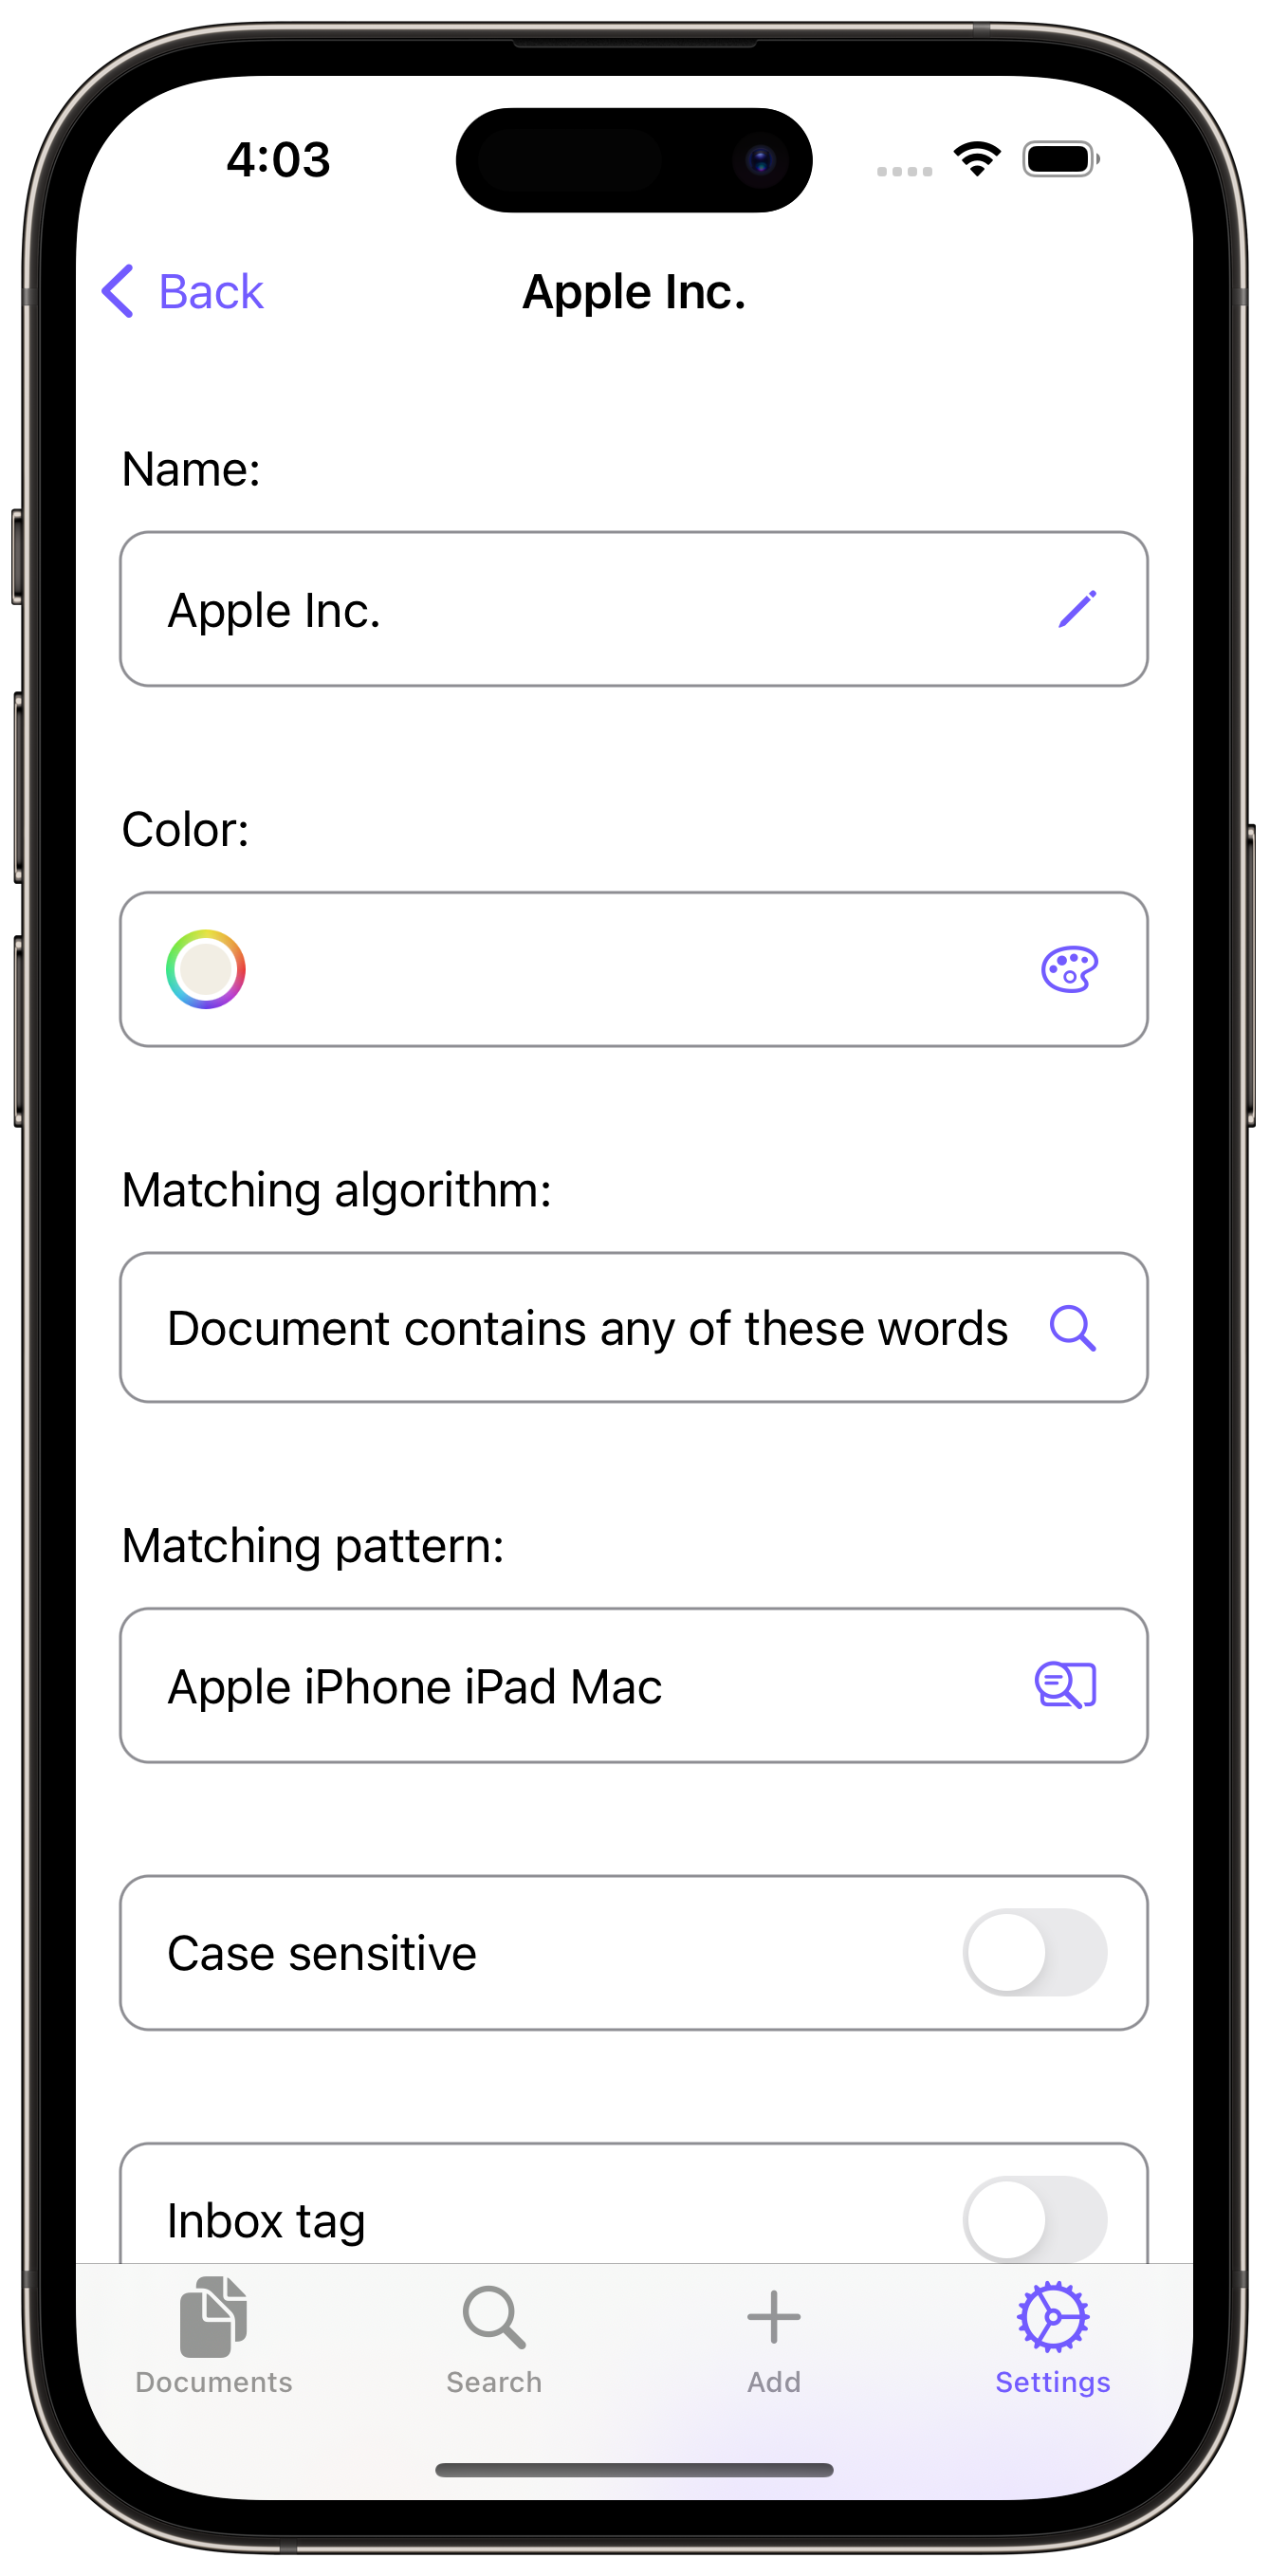 4:03
Back
Apple Inc.
Name:
Apple Inc.
Color:
Matching algorithm:
Document contains any of these words
Matching pattern:
Apple iPhone iPad Mac
Case sensitive
Inbox tag
Documents
Search
Add
Settings